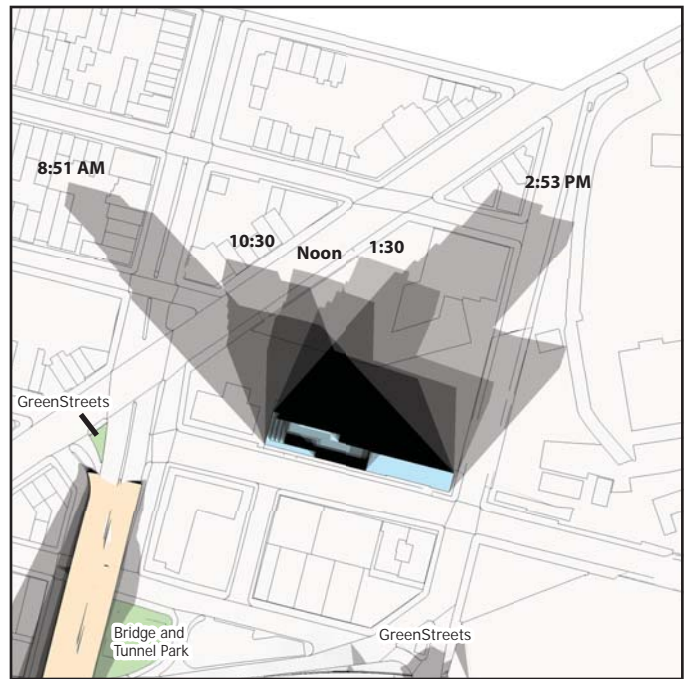 8:51 AM
2:53 PM
10:30
Noon
1:30
GreenStreets
Bridge and
Tunnel Park
GreenStreets